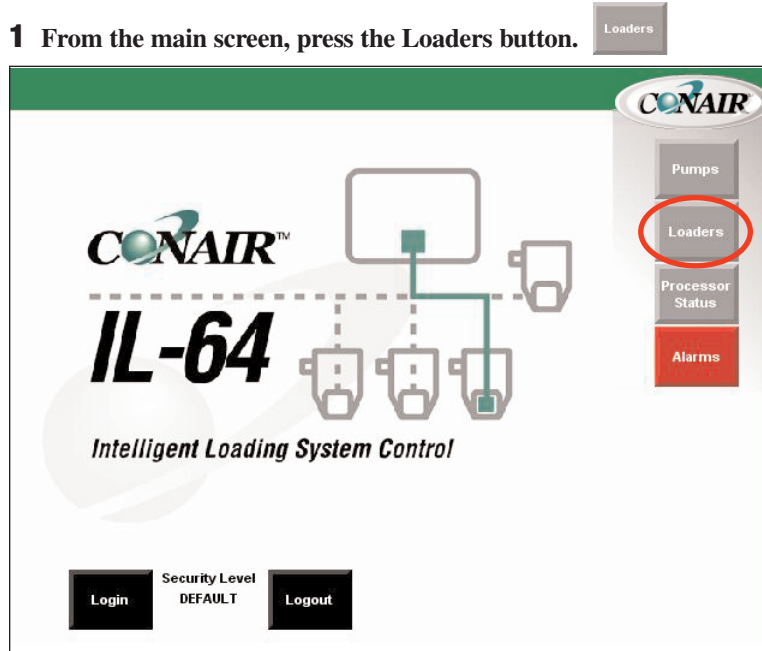 1 From the main screen, press the Loaders button.
Loaders
CONAIR
Pumps
Loaders
Processor
Status
Alarms
CONAIR™
IL-64
Intelligent Loading System Control
Login
Security Level
DEFAULT
Logout